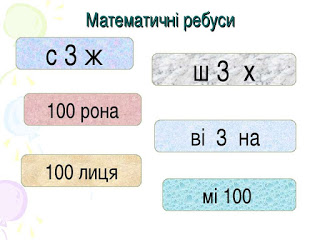 Математичні ребуси
с 3 ж
ш 3 х
100 рона
ві 3 на
100 лиця
мі 100